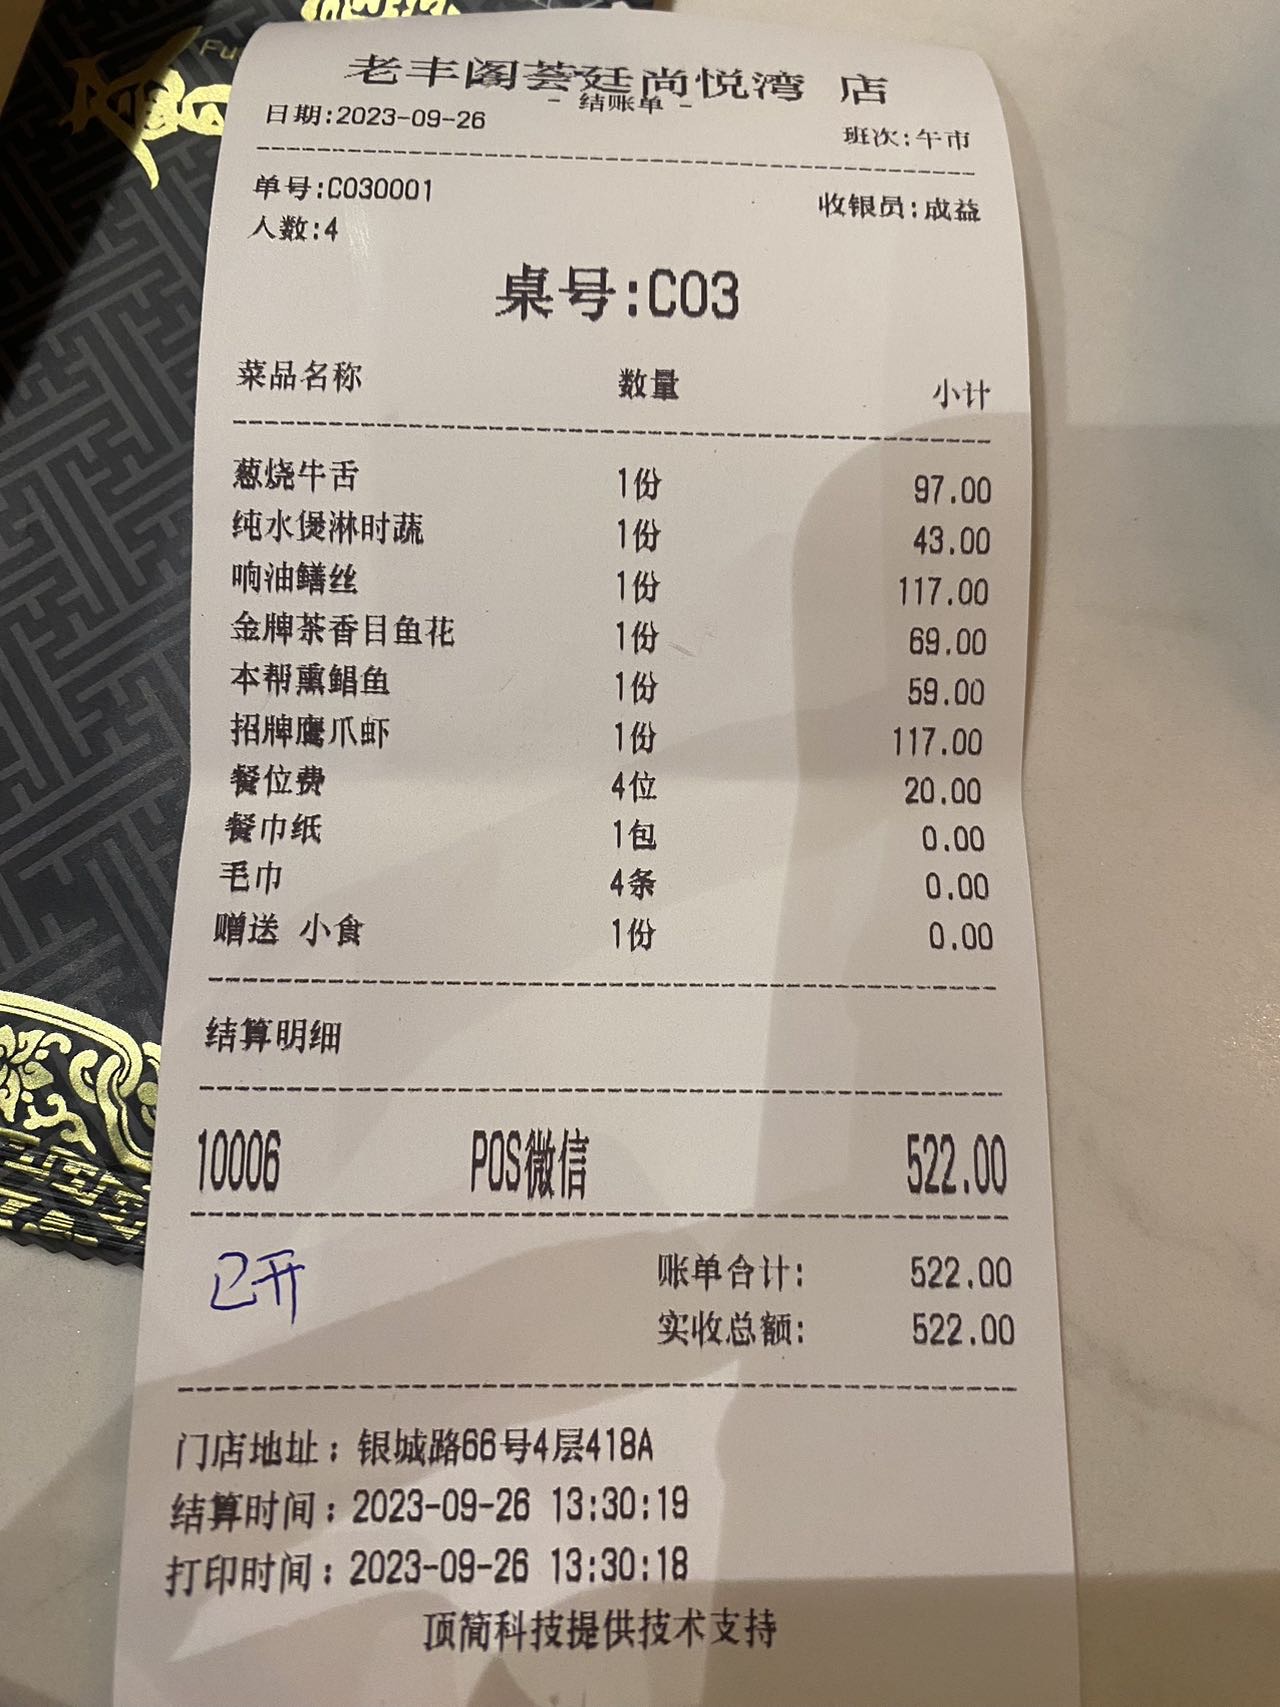 Fu
老丰阁荟廷尚悦湾 店
- 结账单 -
日期:2023-09-26 班次:午市
单号:C030001 收银员:成益
人数:4
桌号:C03
菜品名称 数量 小计
葱烧牛舌 1份 97.00
纯水煲淋时蔬 1份 43.00
响油鳝丝 1份 117.00
金牌茶香目鱼花 1份 69.00
本帮熏鲳鱼 1份 59.00
招牌鹰爪虾 1份 117.00
餐位费 4位 20.00
餐巾纸 1包 0.00
毛巾 4条 0.00
赠送 小食 1份 0.00
结算明细
10006 POS微信 522.00
已开
账单合计: 522.00
实收总额: 522.00
门店地址：银城路66号4层418A
结算时间：2023-09-26 13:30:19
打印时间：2023-09-26 13:30:18
顶简科技提供技术支持